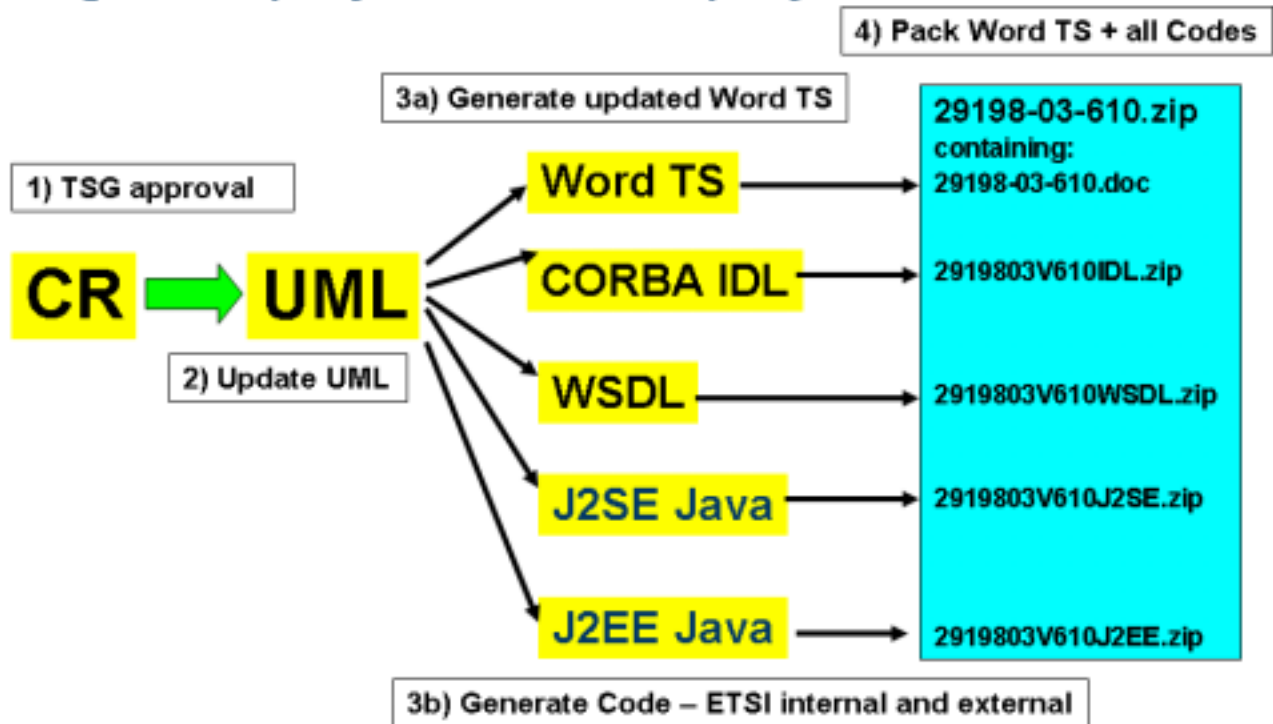 4) Pack Word TS + all Codes
3a) Generate updated Word TS
29198-03-610.zip
containing:
1) TSG approval
Word TS
29198-03-610.doc
CR
UML
CORBA IDL
2919803V610IDL.zip
2) Update UML
WSDL
2919803V610WSDL.zip
J2SE Java
2919803V610J2SE.zip
J2EE Java
2919803V610J2EE.zip
3b) Generate Code – ETSI internal and external